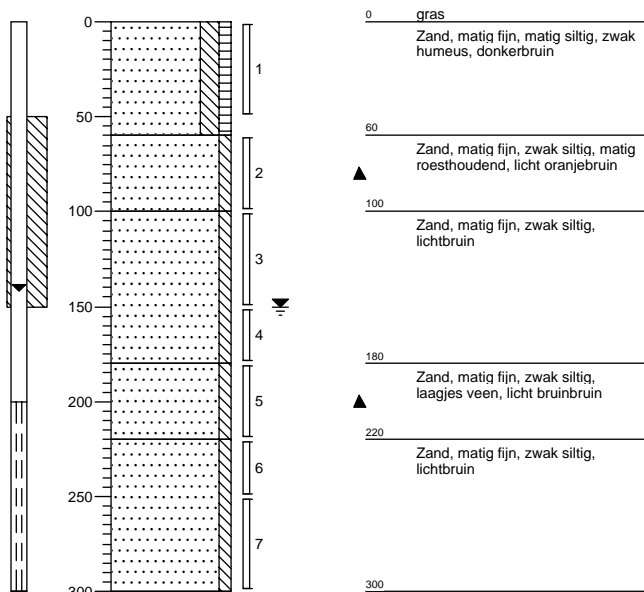 0
50
100
150
200
250
300
1
2
3
4
5
6
7
0
gras
Zand, matig fijn, matig siltig, zwak
humeus, donkerbruin
60
Zand, matig fijn, zwak siltig, matig
roesthoudend, licht oranjebruin
100
Zand, matig fijn, zwak siltig,
lichtbruin
180
Zand, matig fijn, zwak siltig,
laagjes veen, licht bruinbruin
220
Zand, matig fijn, zwak siltig,
lichtbruin
300